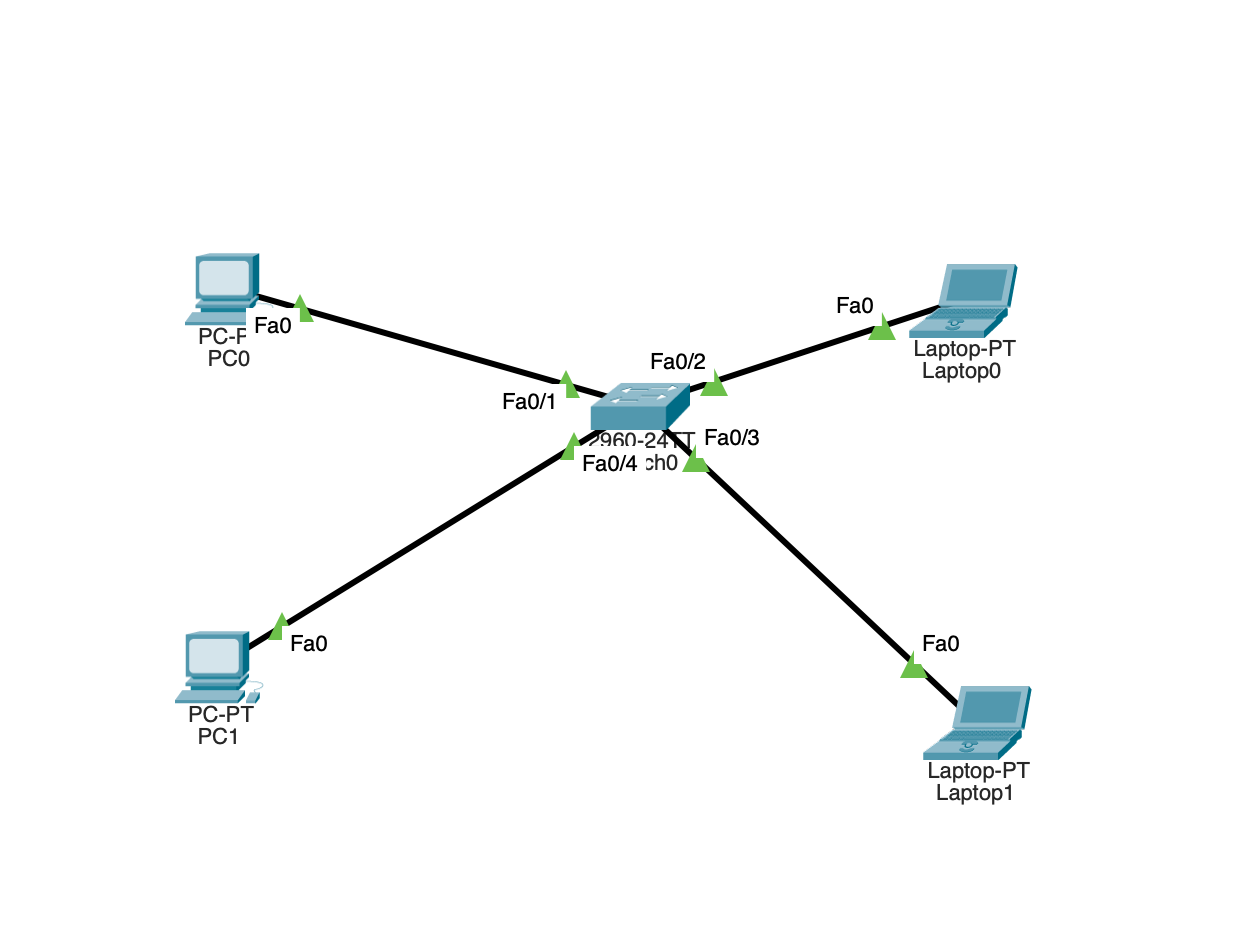 Fa0
PC-P
PC0
Fa0/1
Fa0/2
Fa0
Laptop-PT
Laptop0
2960-24TT
Fa0/3
Fa0/4
ch0
Fa0
PC-PT
PC1
Fa0
Laptop-PT
Laptop1